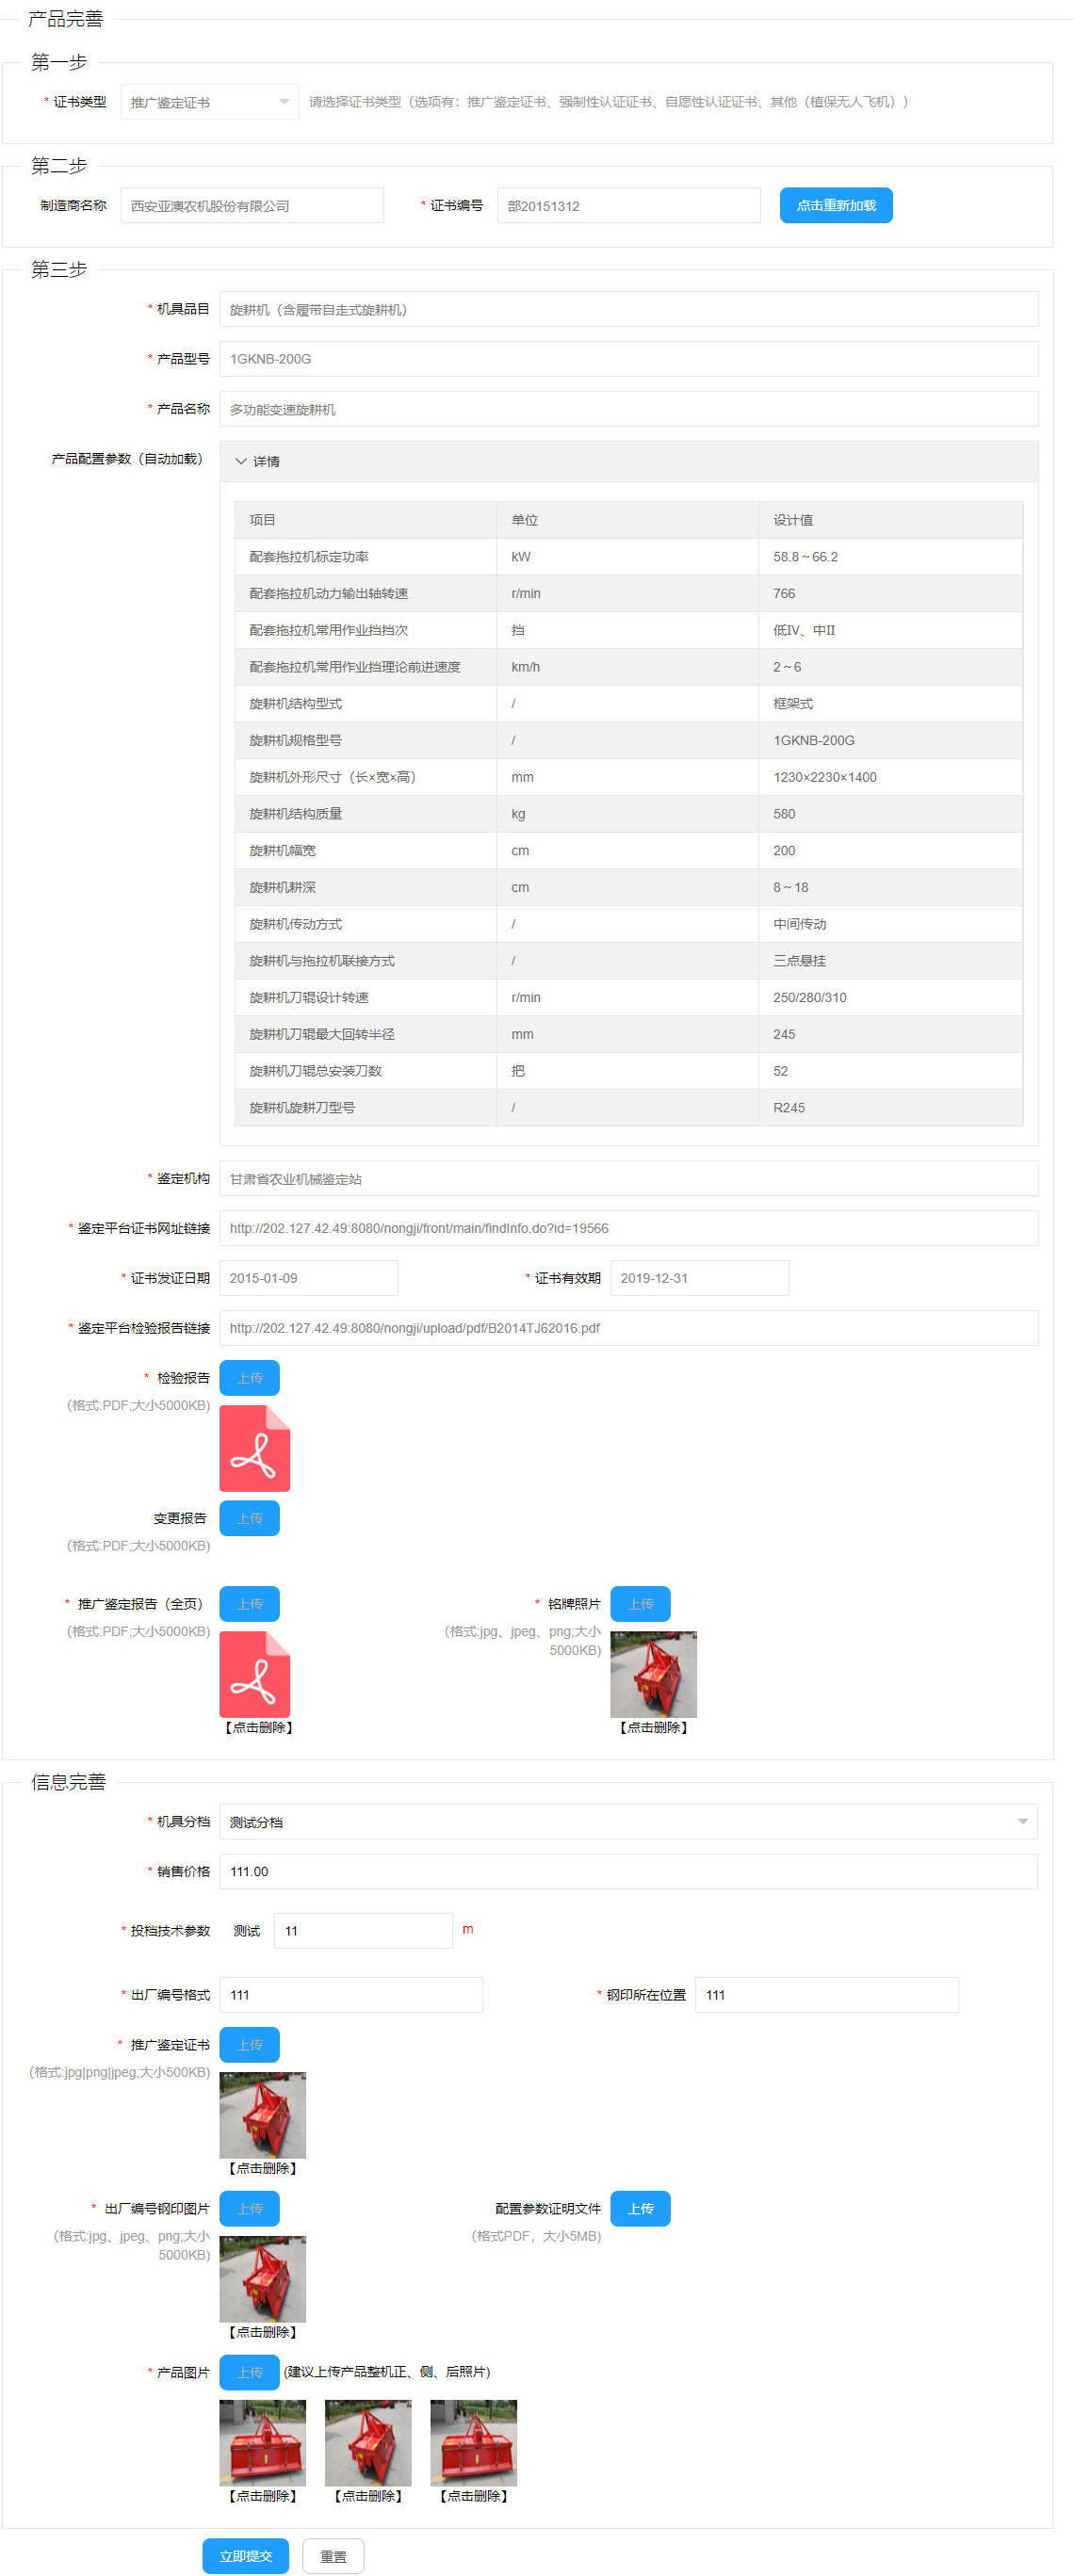 产品完善
第一步
* 证书类型 推广鉴定证书 请选择证书类型（选项有：推广鉴定证书、强制性认证证书、自愿性认证证书、其他（植保无人飞机））
第二步
制造商名称 西安亚澳农机股份有限公司 * 证书编号 部20151312 点击重新加载
第三步
* 机具品目 旋耕机（含履带自走式旋耕机）
* 产品型号 1GKNB-200G
* 产品名称 多功能变速旋耕机
产品配置参数（自动加载） 详情
项目 单位 设计值
配套拖拉机标定功率 kW 58.8～66.2
配套拖拉机动力输出轴转速 r/min 766
配套拖拉机常用作业挡挡次 挡 低Ⅳ、中Ⅱ
配套拖拉机常用作业挡理论前进速度 km/h 2～6
旋耕机结构型式 / 框架式
旋耕机规格型号 / 1GKNB-200G
旋耕机外形尺寸（长×宽×高） mm 1230×2230×1400
旋耕机结构质量 kg 580
旋耕机幅宽 cm 200
旋耕机耕深 cm 8～18
旋耕机传动方式 / 中间传动
旋耕机与拖拉机联接方式 / 三点悬挂
旋耕机刀辊设计转速 r/min 250/280/310
旋耕机刀辊最大回转半径 mm 245
旋耕机刀辊总安装刀数 把 52
旋耕机旋耕刀型号 / R245
* 鉴定机构 甘肃省农业机械鉴定站
* 鉴定平台证书网址链接 http://202.127.42.49:8080/nongji/front/main/findInfo.do?id=19566
* 证书发证日期 2015-01-09 * 证书有效期 2019-12-31
* 鉴定平台检验报告链接 http://202.127.42.49:8080/nongji/upload/pdf/B2014TJ62016.pdf
* 检验报告 上传
(格式:PDF;大小5000KB)
变更报告 上传
(格式:PDF;大小5000KB)
* 推广鉴定报告（全页） 上传 * 铭牌照片 上传
(格式:PDF;大小5000KB) (格式:jpg、jpeg、png;大小
5000KB)
【点击删除】 【点击删除】
信息完善
* 机具分档 测试分档
* 销售价格 111.00
* 投档技术参数 测试 11 m
* 出厂编号格式 111 * 钢印所在位置 111
* 推广鉴定证书 上传
(格式:jpg|png|jpeg;大小500KB)
【点击删除】
* 出厂编号钢印图片 上传 配置参数证明文件 上传
(格式:jpg、jpeg、png;大小 (格式PDF，大小5MB)
5000KB)
【点击删除】
* 产品图片 上传 (建议上传产品整机正、侧、后照片)
【点击删除】 【点击删除】 【点击删除】
立即提交 重置